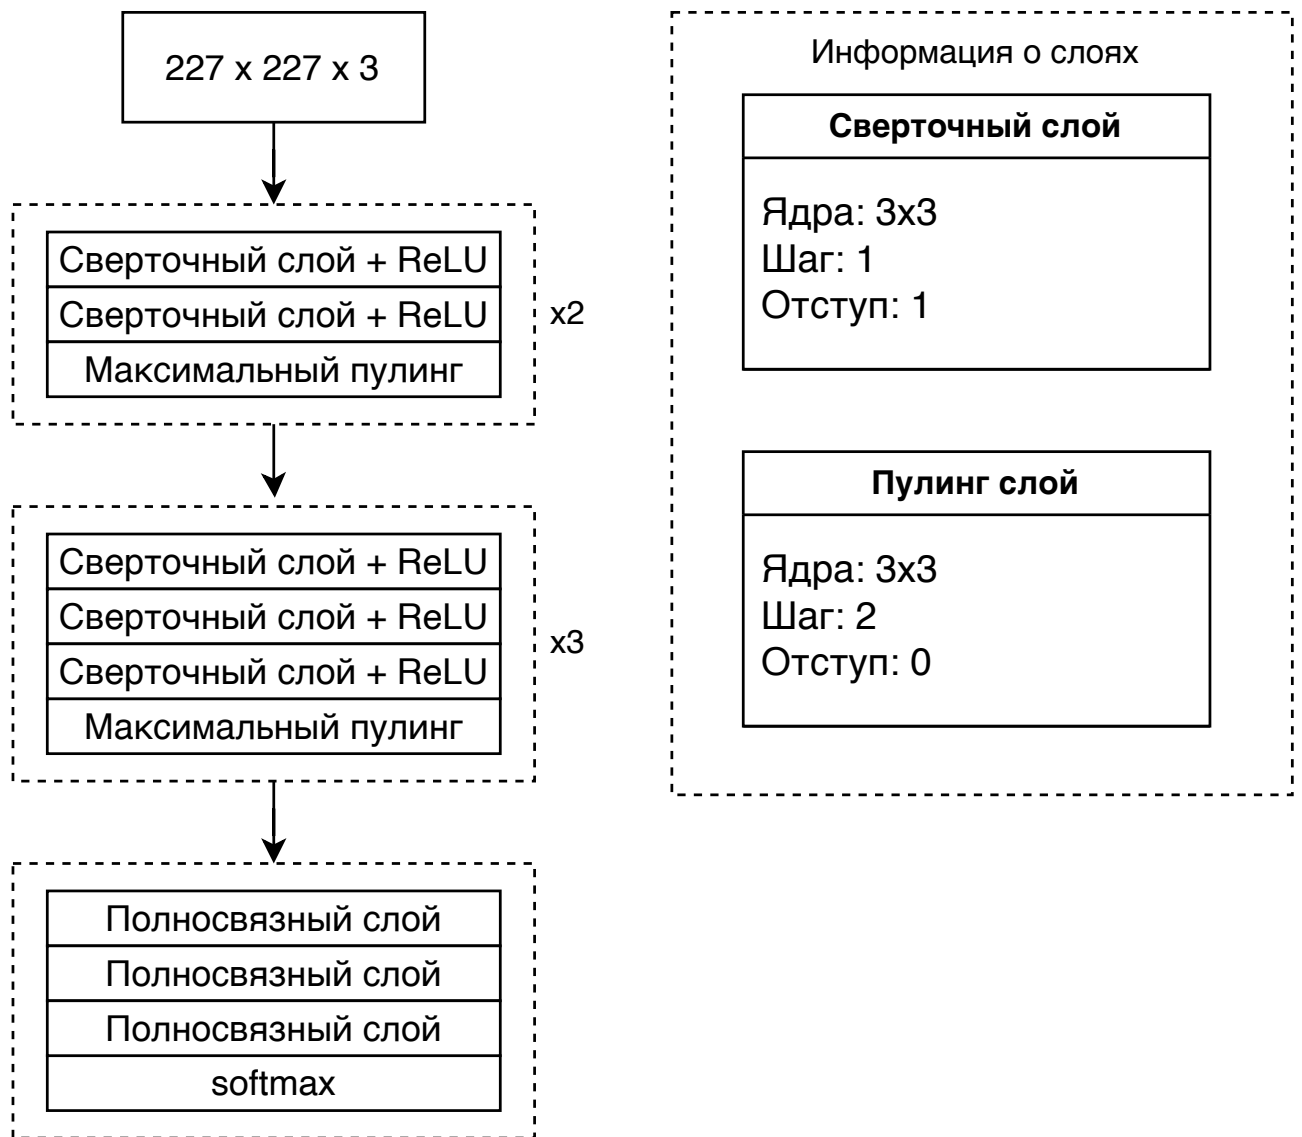 227 x 227 x 3
Сверточный слой + ReLU
Сверточный слой + ReLU
Максимальный пулинг
x2
Сверточный слой + ReLU
Сверточный слой + ReLU
Сверточный слой + ReLU
Максимальный пулинг
x3
Полносвязный слой
Полносвязный слой
Полносвязный слой
softmax
Информация о слоях
Сверточный слой
Ядра: 3x3
Шаг: 1
Отступ: 1
Пулинг слой
Ядра: 3x3
Шаг: 2
Отступ: 0